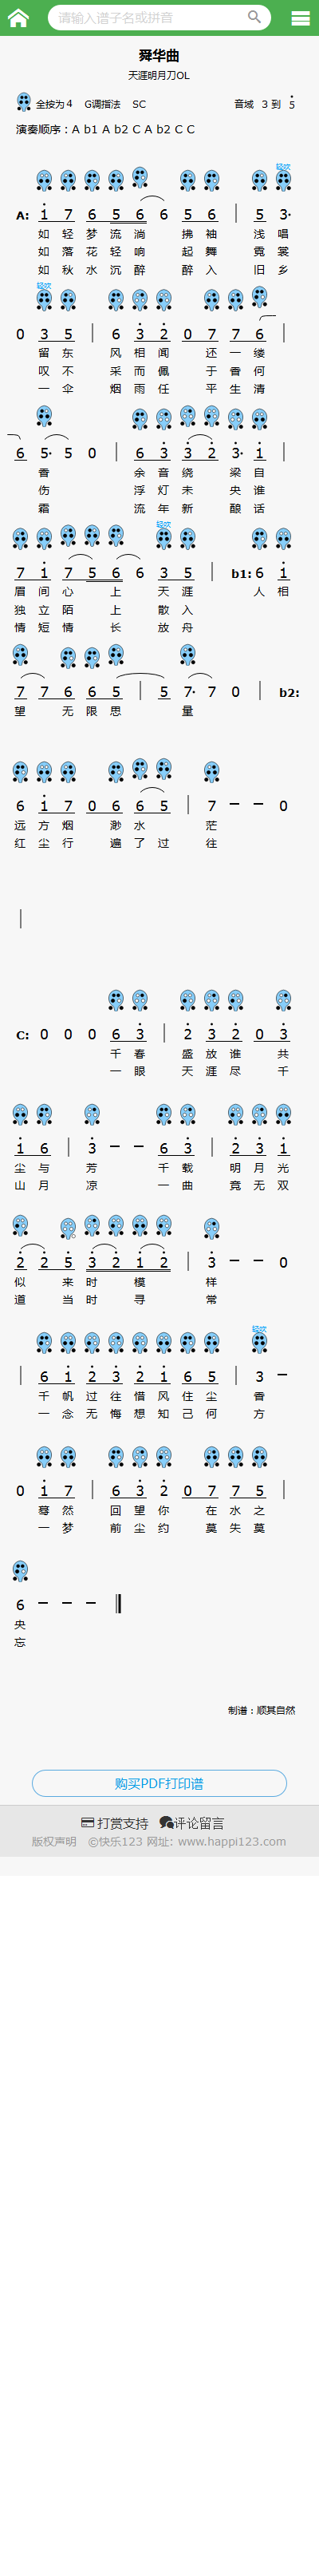 请输入谱子名或拼音
舜华曲
天涯明月刀OL
全按为4 G调指法 SC 音域 3 到 5
演奏顺序:A b1 A b2 C A b2 C C
轻吹
A: 1 7 6 5 6 6 5 6 | 5 3·
如 轻 梦 流 淌 拂 袖 浅 唱
如 落 花 轻 响 起 舞 霓 裳
如 秋 水 沉 醉 醉 入 旧 乡
轻吹
0 3 5 | 6 3 2 0 7 7 6 |
留 东 风 相 闻 还 一 缕
叹 不 采 而 佩 于 香 何
一 伞 烟 雨 任 平 生 清
6 5· 5 0 | 6 3 3 2 3· 1 |
香 余 音 绕 梁 自
伤 浮 灯 未 央 谁
霜 流 年 新 酿 话
轻吹
7 1 7 5 6 6 3 5 | b1: 6 1
眉 间 心 上 天 涯 人 相
独 立 陌 上 散 入
情 短 情 长 放 舟
7 7 6 6 5 | 5 7· 7 0 | b2:
望 无 限 思 量
6 1 7 0 6 6 5 | 7 – – 0
远 方 烟 渺 水 茫
红 尘 行 遍 了 过 往
|
C: 0 0 0 6 3 | 2 3 2 0 3
千 春 盛 放 谁 共
一 眼 天 涯 尽 千
1 6 | 3 – – 6 3 | 2 3 1
尘 与 芳 千 载 明 月 光
山 月 凉 一 曲 竟 无 双
2 2 5 3 2 1 2 | 3 – – 0
似 来 时 模 样
道 当 时 寻 常
轻吹
| 6 1 2 3 2 1 6 5 | 3 –
千 帆 过 往 惜 风 住 尘 香
一 念 无 悔 想 知 己 何 方
0 1 7 | 6 3 2 0 7 7 5 |
蓦 然 回 望 你 在 水 之
一 梦 前 尘 约 莫 失 莫
6 – – –
央
忘
制谱:顺其自然
购买PDF打印谱
打赏支持 评论留言
版权声明 ©快乐123 网址: www.happi123.com